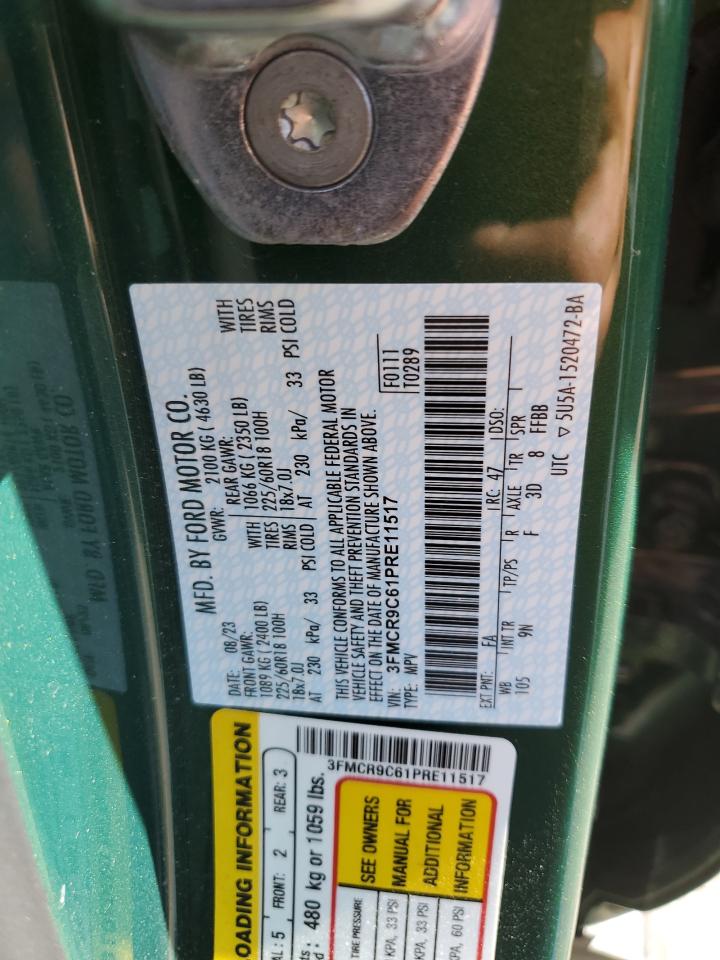 MFD. BY FORD MOTOR CO.
DATE: 08/23 GVWR: 2100 KG ( 4630 LB)
FRONT GAWR: REAR GAWR:
1089 KG ( 2400 LB) WITH 1066 KG ( 2350 LB) WITH
225/60R18 100H TIRES 225/60R18 100H TIRES
18x7.0J RIMS 18x7.0J RIMS
AT 230 kPa/ 33 PSI COLD AT 230 kPa/ 33 PSI COLD
THIS VEHICLE CONFORMS TO ALL APPLICABLE FEDERAL MOTOR
VEHICLE SAFETY AND THEFT PREVENTION STANDARDS IN
EFFECT ON THE DATE OF MANUFACTURE SHOWN ABOVE.
VIN: 3FMCR9C61PRE11517 F0111
TYPE: MPV T0289
EXT PNT: FA RC: 47 DSO:
WB INT TR TP/PS R AXLE TR SPR
105 9N F 3D 8 FFBB
UTC ▽ 5U5A-1520472-BA
OADING INFORMATION
AL : 5 FRONT: 2 REAR: 3
480 kg or 1059 lbs.
3FMCR9C61PRE11517
TIRE PRESSURE
KPA, 33 PSI
KPA, 33 PSI
KPA, 60 PSI
SEE OWNERS
MANUAL FOR
ADDITIONAL
INFORMATION